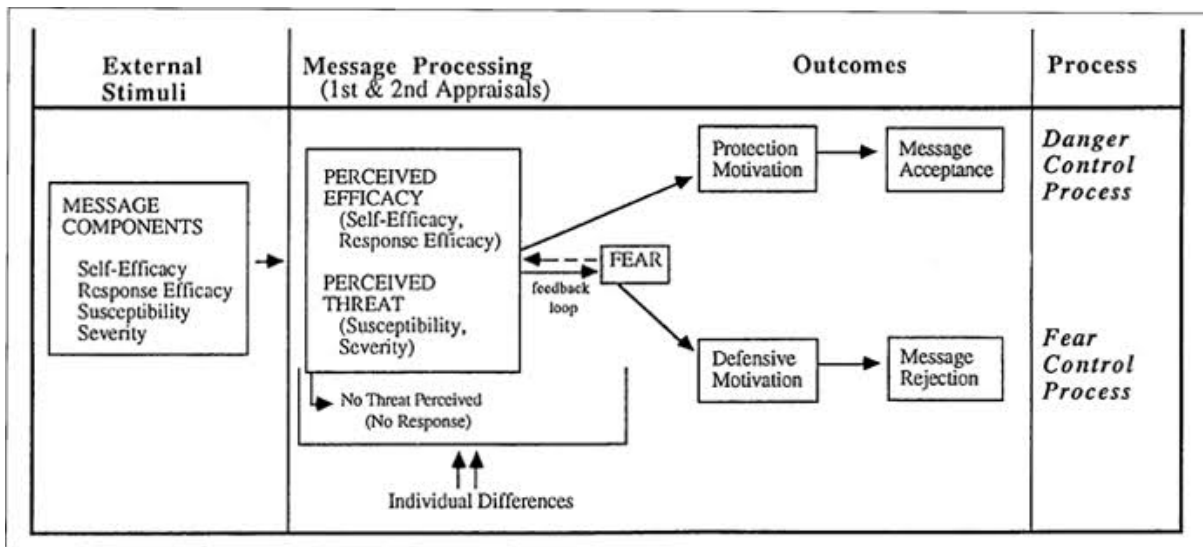 External
Stimuli
Message Processing
(1st & 2nd Appraisals)
Outcomes
Process
MESSAGE
COMPONENTS
Self-Efficacy
Response Efficacy
Susceptibility
Severity
PERCEIVED
EFFICACY
(Self-Efficacy,
Response Efficacy)
PERCEIVED
THREAT
(Susceptibility,
Severity)
No Threat Perceived
(No Response)
Individual Differences
FEAR
feedback
loop
Protection
Motivation
Message
Acceptance
Defensive
Motivation
Message
Rejection
Danger
Control
Process
Fear
Control
Process